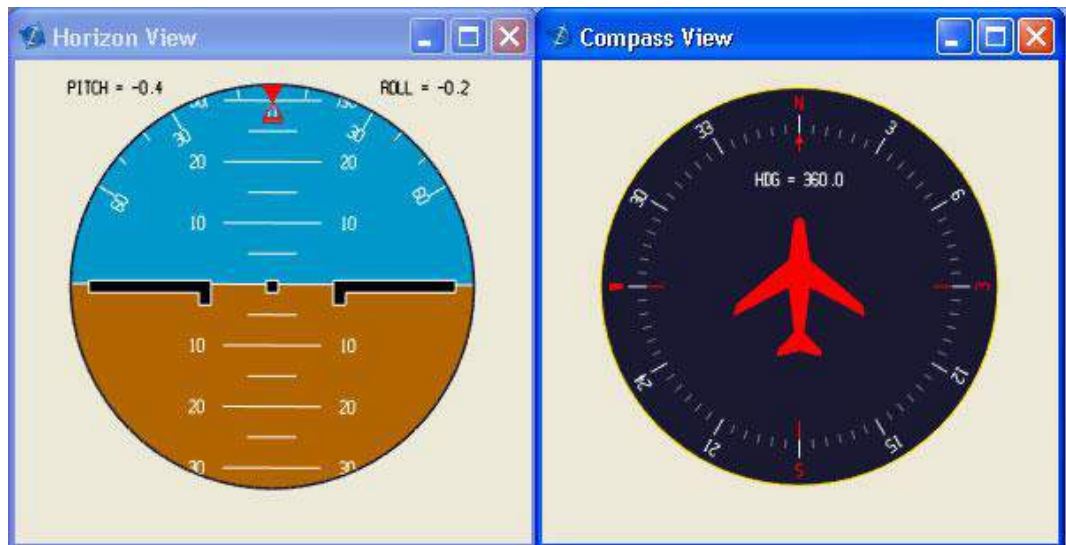 Horizon View
PITCH = -0.4
ROLL = -0.2
30 30
60 60
20 20
10 10
10 10
20 20
30 30
Compass View
N
33 3
HDG = 360.0
30 6
W E
24 12
21 15
S